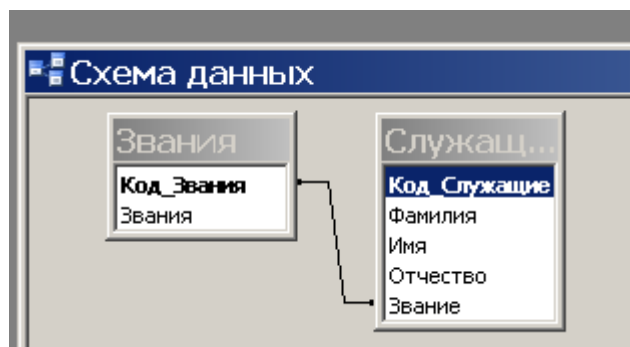 Схема данных
Звания
Код_Звания
Звания
Служащ...
Код_Служащие
Фамилия
Имя
Отчество
Звание